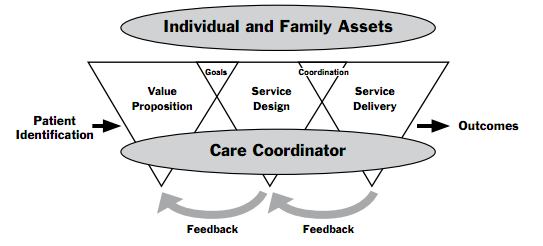 Individual and Family Assets
Goals
Coordination
Value
Proposition
Service
Design
Service
Delivery
Patient
Identification
Outcomes
Care Coordinator
Feedback
Feedback